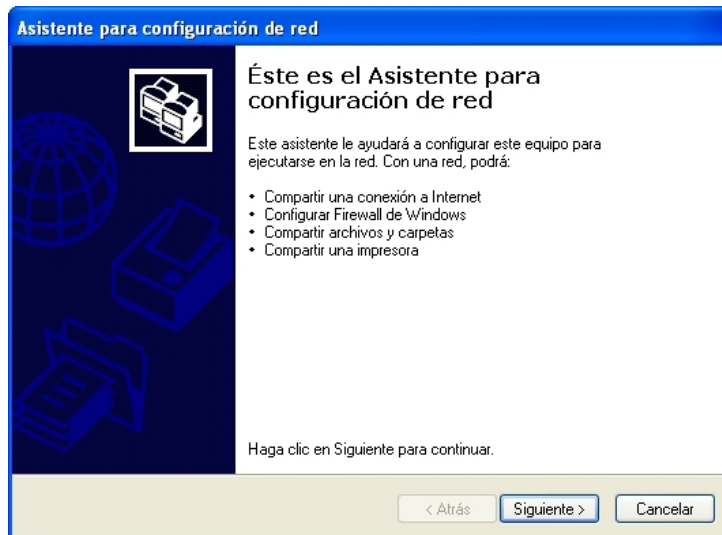 Asistente para configuración de red
Éste es el Asistente para
configuración de red
Este asistente le ayudará a configurar este equipo para
ejecutarse en la red. Con una red, podrá:
• Compartir una conexión a Internet
• Configurar Firewall de Windows
• Compartir archivos y carpetas
• Compartir una impresora
Haga clic en Siguiente para continuar.
< Atrás Siguiente > Cancelar